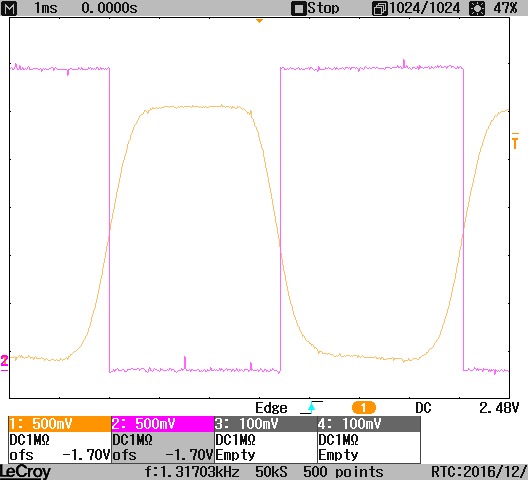 M 1ms 0.0000s Stop 1024/1024 47%
T
2
Edge 1 DC 2.48V
1: 500mV 2: 500mV 3: 100mV 4: 100mV
DC1MΩ DC1MΩ DC1MΩ DC1MΩ
ofs -1.70V ofs -1.70V Empty Empty
LeCroy f:1.31703kHz 50kS 500 points RTC:2016/12/